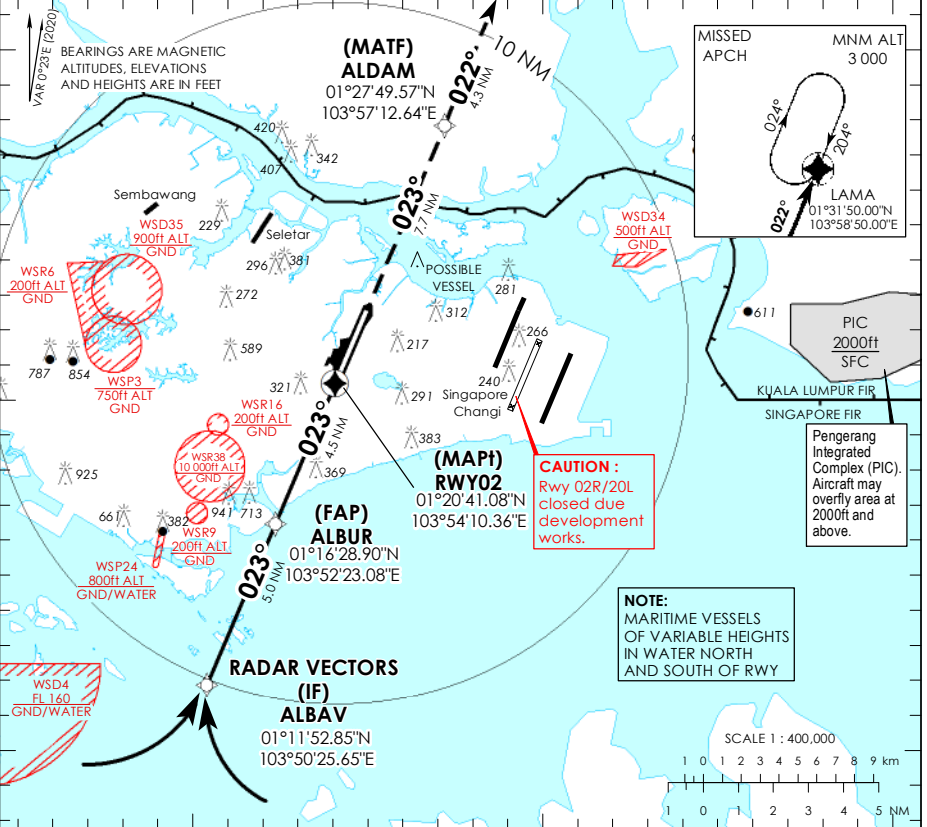 VAR 0°23'E (2020)
BEARINGS ARE MAGNETIC
ALTITUDES, ELEVATIONS
AND HEIGHTS ARE IN FEET
(MATF)
ALDAM
01°27'49.57"N
103°57'12.64"E
022°
4.3 NM
10 NM
MISSED
APCH
MNM ALT
3 000
024°
204°
LAMA
01°31'50.00"N
103°58'50.00"E
022°
420
407
342
023°
7.7 NM
Sembawang
229
Seletar
296
381
WSD35
900ft ALT
GND
WSR6
200ft ALT
GND
272
POSSIBLE
VESSEL
281
WSD34
500ft ALT
GND
312
266
217
611
PIC
2000ft
SFC
787
854
589
WSP3
750ft ALT
GND
321
291
240
Singapore
Changi
KUALA LUMPUR FIR
SINGAPORE FIR
WSR16
200ft ALT
GND
023°
4.5 NM
383
WSR38
10 000ft ALT
GND
369
925
(MAPt)
RWY02
01°20'41.08"N
103°54'10.36"E
CAUTION :
Rwy 02R/20L
closed due
development
works.
Pengerang
Integrated
Complex (PIC).
Aircraft may
overfly area at
2000ft and
above.
661
382
941
713
WSR9
200ft ALT
GND
(FAP)
ALBUR
01°16'28.90"N
103°52'23.08"E
WSP24
800ft ALT
GND/WATER
023°
5.0 NM
NOTE:
MARITIME VESSELS
OF VARIABLE HEIGHTS
IN WATER NORTH
AND SOUTH OF RWY
WSD4
FL 160
GND/WATER
RADAR VECTORS
(IF)
ALBAV
01°11'52.85"N
103°50'25.65"E
SCALE 1 : 400,000
1 0 1 2 3 4 5 6 7 8 9 km
1 0 1 2 3 4 5 NM